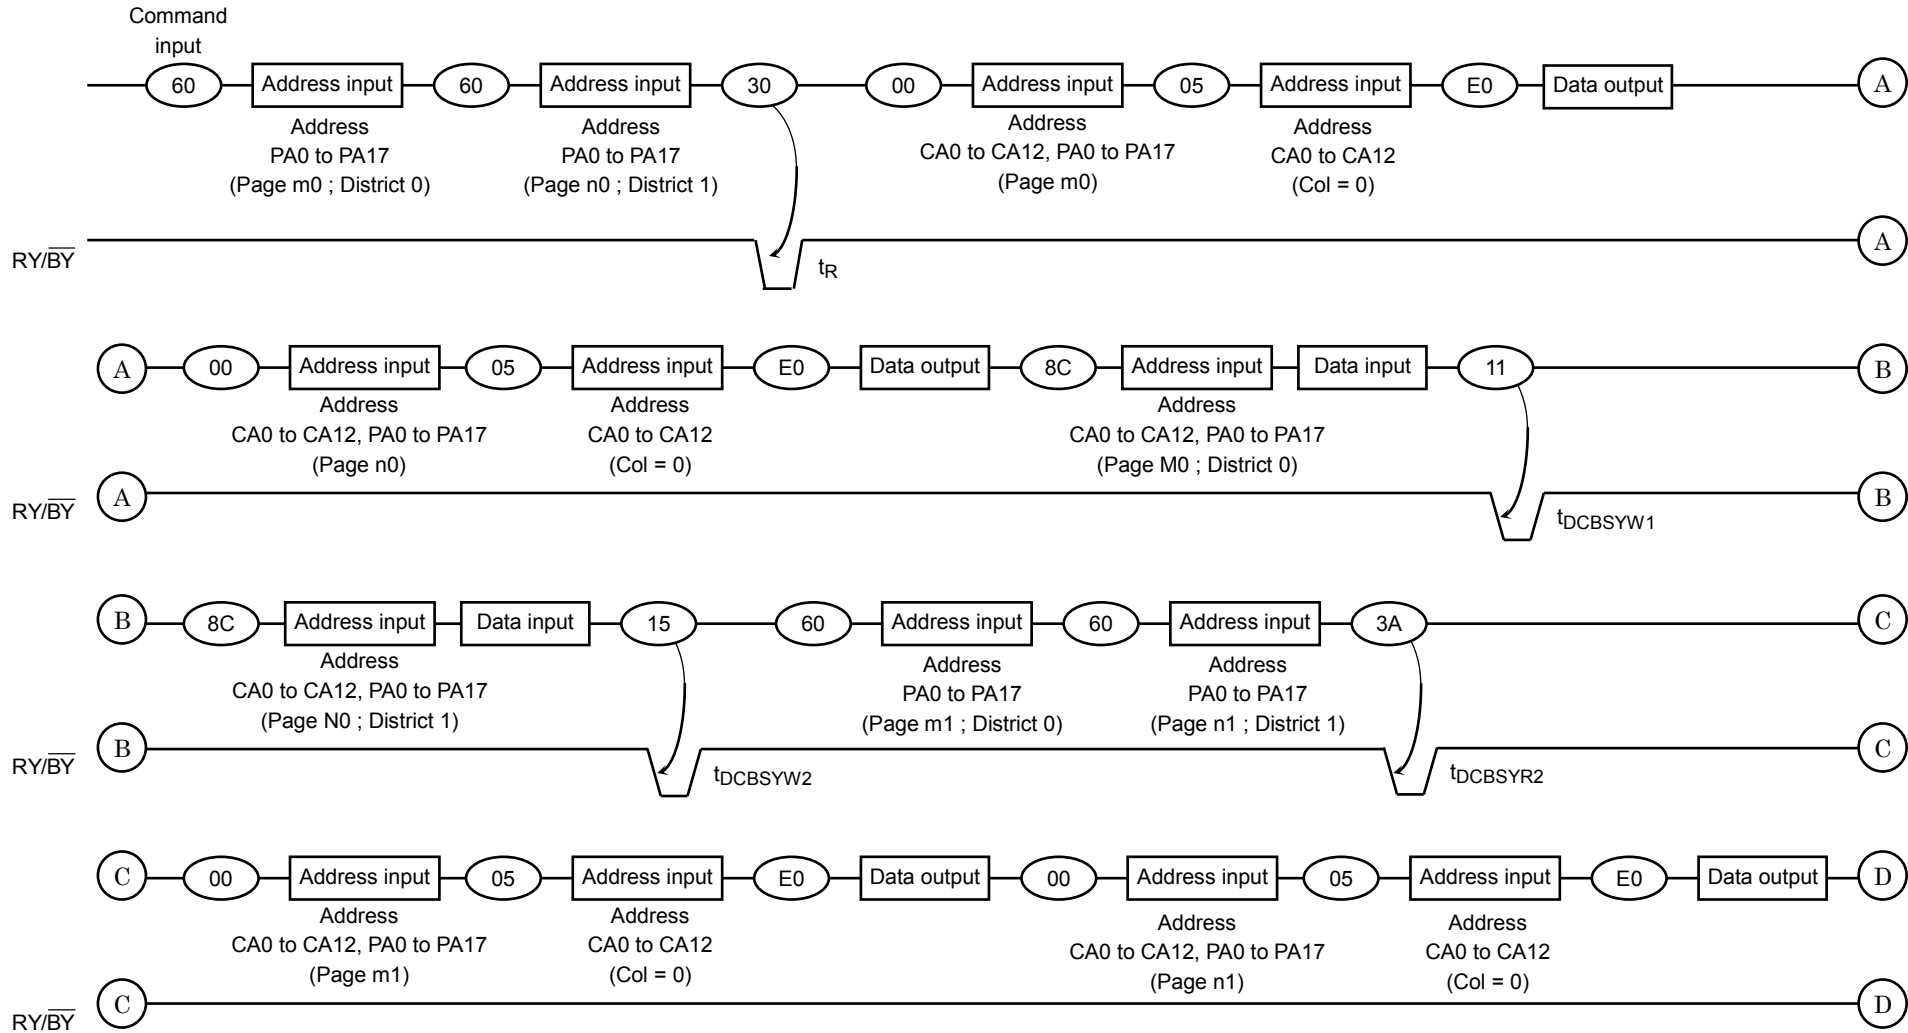 Command
input
60 Address input 60 Address input 30 00 Address input 05 Address input E0 Data output A
Address
PA0 to PA17
(Page m0 ; District 0)
Address
PA0 to PA17
(Page n0 ; District 1)
Address
CA0 to CA12, PA0 to PA17
(Page m0)
Address
CA0 to CA12
(Col = 0)
RY/BY A
tR
A 00 Address input 05 Address input E0 Data output 8C Address input Data input 11 B
Address
CA0 to CA12, PA0 to PA17
(Page n0)
Address
CA0 to CA12
(Col = 0)
Address
CA0 to CA12, PA0 to PA17
(Page M0 ; District 0)
RY/BY A B
tDCBSYW1
B 8C Address input Data input 15 60 Address input 60 Address input 3A C
Address
CA0 to CA12, PA0 to PA17
(Page N0 ; District 1)
Address
PA0 to PA17
(Page m1 ; District 0)
Address
PA0 to PA17
(Page n1 ; District 1)
RY/BY B C
tDCBSYW2
tDCBSYR2
C 00 Address input 05 Address input E0 Data output 00 Address input 05 Address input E0 Data output D
Address
CA0 to CA12, PA0 to PA17
(Page m1)
Address
CA0 to CA12
(Col = 0)
Address
CA0 to CA12, PA0 to PA17
(Page n1)
Address
CA0 to CA12
(Col = 0)
RY/BY C D